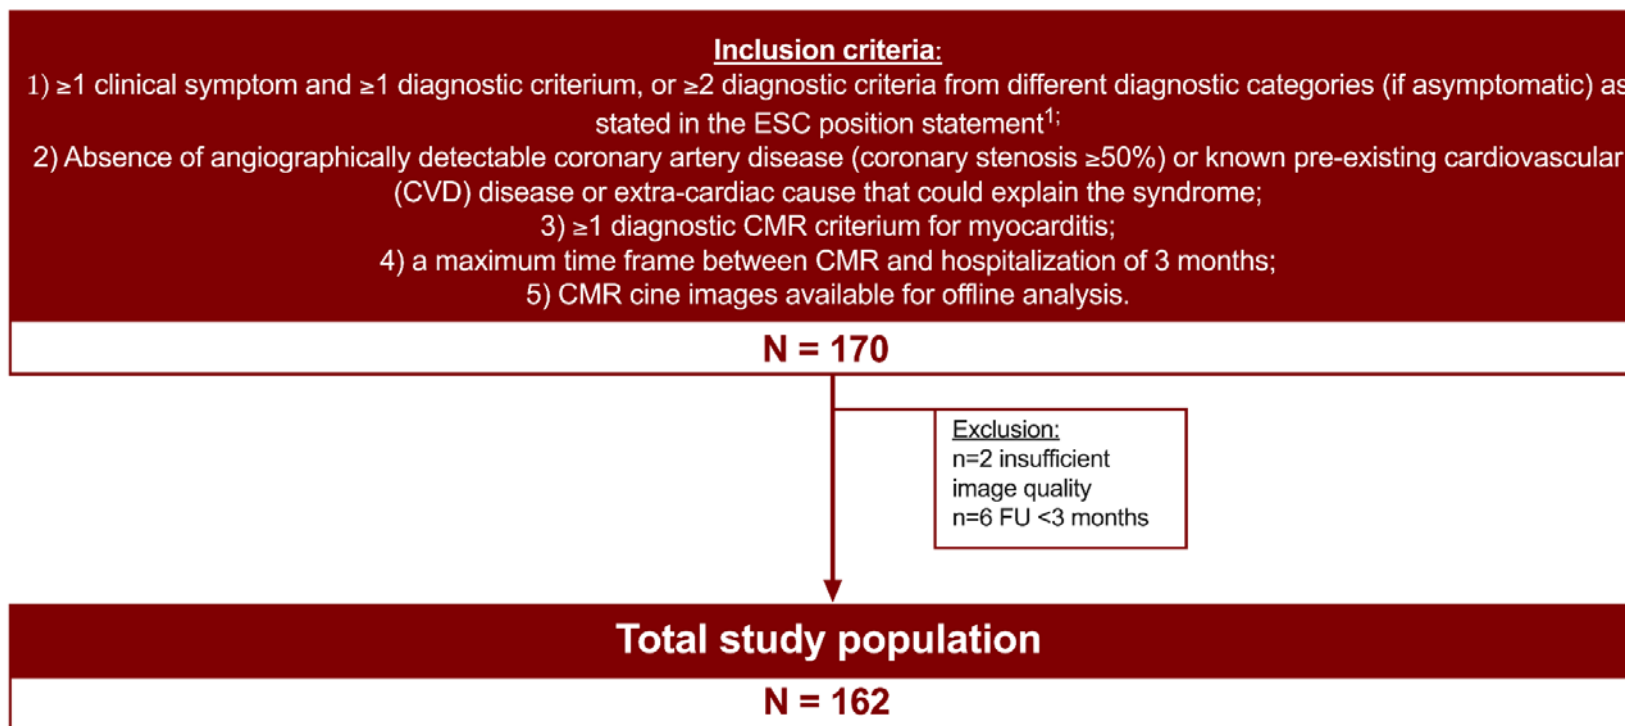 Inclusion criteria:
1) ≥1 clinical symptom and ≥1 diagnostic criterium, or ≥2 diagnostic criteria from different diagnostic categories (if asymptomatic) as
stated in the ESC position statement1;
2) Absence of angiographically detectable coronary artery disease (coronary stenosis ≥50%) or known pre-existing cardiovascular
(CVD) disease or extra-cardiac cause that could explain the syndrome;
3) ≥1 diagnostic CMR criterium for myocarditis;
4) a maximum time frame between CMR and hospitalization of 3 months;
5) CMR cine images available for offline analysis.
N = 170
Exclusion:
n=2 insufficient
image quality
n=6 FU <3 months
Total study population
N = 162